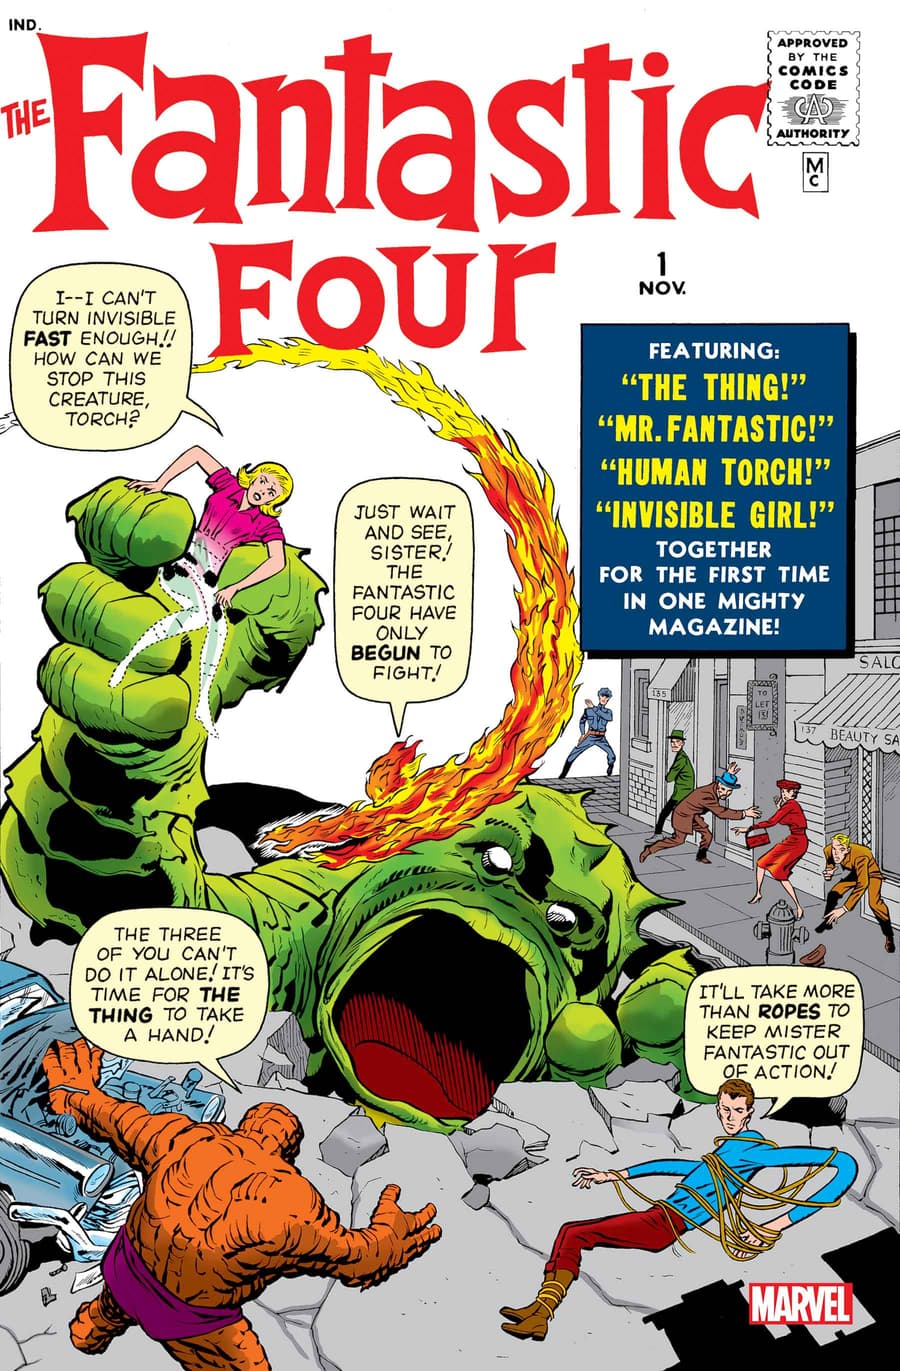 IND.
THE
Fantastic
Four
APPROVED
BY THE
COMICS
CODE
CA
AUTHORITY
M
C
1
NOV.
I--I CAN'T
TURN INVISIBLE
FAST ENOUGH!!
HOW CAN WE
STOP THIS
CREATURE,
TORCH?
FEATURING:
"THE THING!"
"MR. FANTASTIC!"
"HUMAN TORCH!"
"INVISIBLE GIRL!"
TOGETHER
FOR THE FIRST TIME
IN ONE MIGHTY
MAGAZINE!
JUST WAIT
AND SEE,
SISTER!
THE
FANTASTIC
FOUR HAVE
ONLY
BEGUN TO
FIGHT!
SALO
135
TO
LET
137
BEAUTY SA
THE THREE
OF YOU CAN'T
DO IT ALONE! IT'S
TIME FOR THE
THING TO TAKE
A HAND!
IT'LL TAKE MORE
THAN ROPES TO
KEEP MISTER
FANTASTIC OUT
OF ACTION!
MARVEL